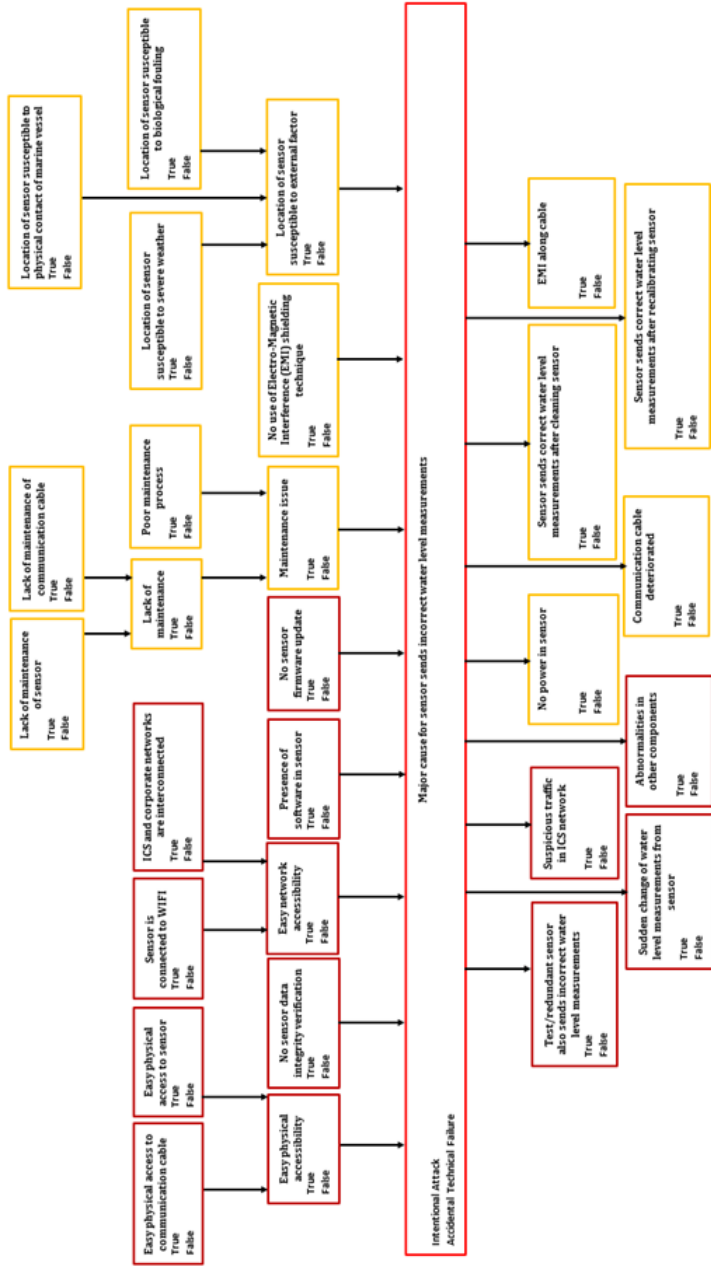 Easy physical access to
communication cable
True
False
Easy physical
access to sensor
True
False
Sensor is
connected to WIFI
True
False
ICS and corporate networks
are interconnected
True
False
Lack of maintenance
of sensor
True
False
Lack of maintenance of
communication cable
True
False
Lack of
maintenance
True
False
Poor maintenance
process
True
False
Location of sensor
susceptible to severe weather
True
False
Location of sensor susceptible to
physical contact of marine vessel
True
False
Location of sensor susceptible
to biological fouling
True
False
Easy physical
accessibility
True
False
No sensor data
integrity verification
True
False
Easy network
accessibility
True
False
Presence of
software in sensor
True
False
No sensor
firmware update
True
False
Maintenance issue
True
False
No use of Electro-Magnetic
Interference (EMI) shielding
technique
True
False
Location of sensor
susceptible to external factor
True
False
Major cause for sensor sends incorrect water level measurements
Intentional Attack
Accidental Technical Failure
Test/redundant sensor
also sends incorrect water
level measurements
True
False
Suspicious traffic
in ICS network
True
False
No power in sensor
True
False
Sensor sends correct water level
measurements after cleaning sensor
True
False
EMI along cable
True
False
Sudden change of water
level measurements from
sensor
True
False
Abnormalities in
other components
True
False
Communication cable
deteriorated
True
False
Sensor sends correct water level
measurements after recalibrating sensor
True
False